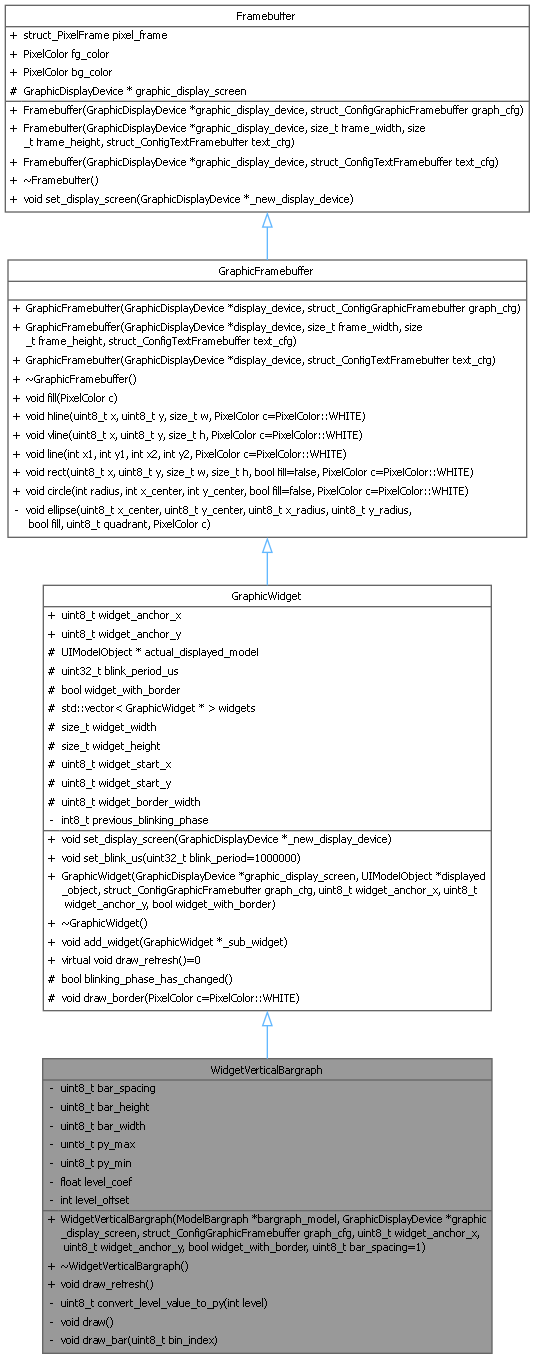 Framebuffer
+ struct_PixelFrame pixel_frame
+ PixelColor fg_color
+ PixelColor bg_color
# GraphicDisplayDevice * graphic_display_screen
+ Framebuffer(GraphicDisplayDevice *graphic_display_device, struct_ConfigGraphicFramebuffer graph_cfg)
+ Framebuffer(GraphicDisplayDevice *graphic_display_device, size_t frame_width, size
_t frame_height, struct_ConfigTextFramebuffer text_cfg)
+ Framebuffer(GraphicDisplayDevice *graphic_display_device, struct_ConfigTextFramebuffer text_cfg)
+ ~Framebuffer()
+ void set_display_screen(GraphicDisplayDevice *_new_display_device)
GraphicFramebuffer
+ GraphicFramebuffer(GraphicDisplayDevice *display_device, struct_ConfigGraphicFramebuffer graph_cfg)
+ GraphicFramebuffer(GraphicDisplayDevice *display_device, size_t frame_width, size
_t frame_height, struct_ConfigTextFramebuffer text_cfg)
+ GraphicFramebuffer(GraphicDisplayDevice *display_device, struct_ConfigTextFramebuffer text_cfg)
+ ~GraphicFramebuffer()
+ void fill(PixelColor c)
+ void hline(uint8_t x, uint8_t y, size_t w, PixelColor c=PixelColor::WHITE)
+ void vline(uint8_t x, uint8_t y, size_t h, PixelColor c=PixelColor::WHITE)
+ void line(int x1, int y1, int x2, int y2, PixelColor c=PixelColor::WHITE)
+ void rect(uint8_t x, uint8_t y, size_t w, size_t h, bool fill=false, PixelColor c=PixelColor::WHITE)
+ void circle(int radius, int x_center, int y_center, bool fill=false, PixelColor c=PixelColor::WHITE)
- void ellipse(uint8_t x_center, uint8_t y_center, uint8_t x_radius, uint8_t y_radius,
bool fill, uint8_t quadrant, PixelColor c)
GraphicWidget
+ uint8_t widget_anchor_x
+ uint8_t widget_anchor_y
# UIModelObject * actual_displayed_model
# uint32_t blink_period_us
# bool widget_with_border
# std::vector< GraphicWidget * > widgets
# size_t widget_width
# size_t widget_height
# uint8_t widget_start_x
# uint8_t widget_start_y
# uint8_t widget_border_width
- int8_t previous_blinking_phase
+ void set_display_screen(GraphicDisplayDevice *_new_display_device)
+ void set_blink_us(uint32_t blink_period=1000000)
+ GraphicWidget(GraphicDisplayDevice *graphic_display_screen, UIModelObject *displayed
_object, struct_ConfigGraphicFramebuffer graph_cfg, uint8_t widget_anchor_x, uint8_t
widget_anchor_y, bool widget_with_border)
+ ~GraphicWidget()
+ void add_widget(GraphicWidget *_sub_widget)
+ virtual void draw_refresh()=0
# bool blinking_phase_has_changed()
# void draw_border(PixelColor c=PixelColor::WHITE)
WidgetVerticalBargraph
- uint8_t bar_spacing
- uint8_t bar_height
- uint8_t bar_width
- uint8_t py_max
- uint8_t py_min
- float level_coef
- int level_offset
+ WidgetVerticalBargraph(ModelBargraph *bargraph_model, GraphicDisplayDevice *graphic
_display_screen, struct_ConfigGraphicFramebuffer graph_cfg, uint8_t widget_anchor_x,
uint8_t widget_anchor_y, bool widget_with_border, uint8_t bar_spacing=1)
+ ~WidgetVerticalBargraph()
+ void draw_refresh()
- uint8_t convert_level_value_to_py(int level)
- void draw()
- void draw_bar(uint8_t bin_index)